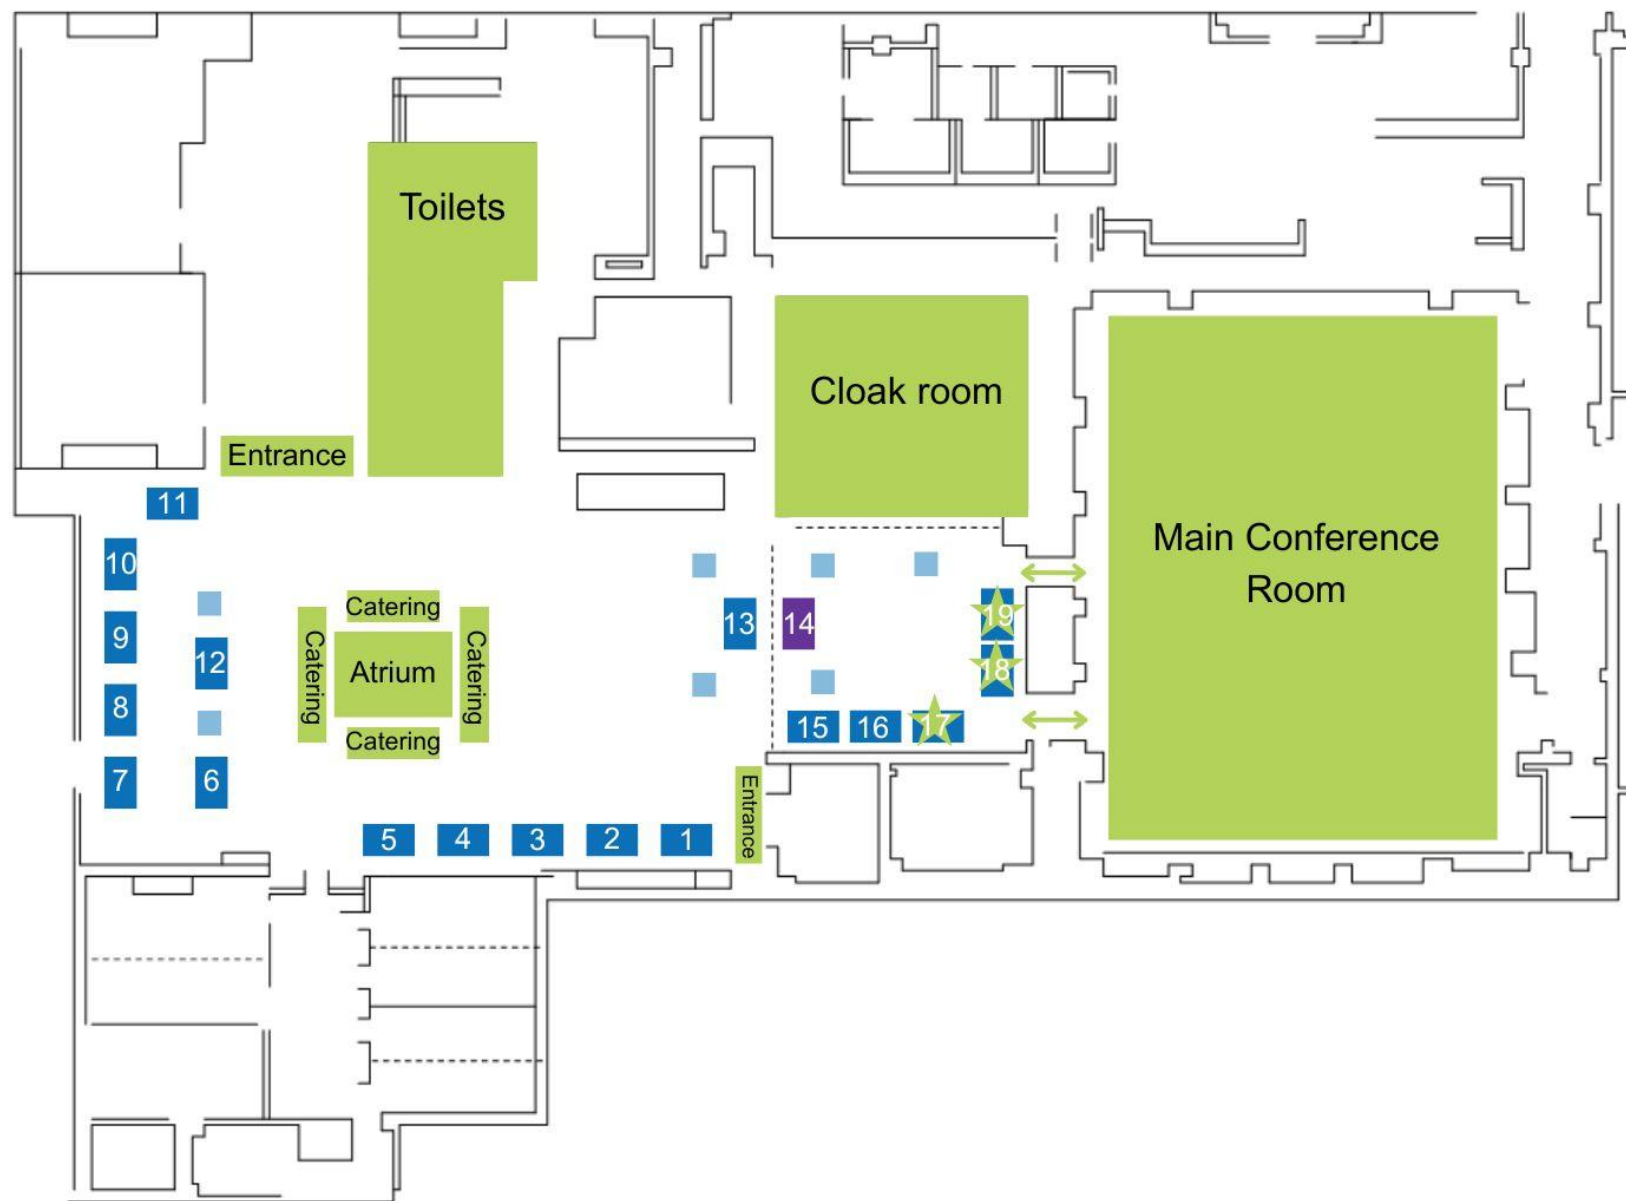 Toilets
Cloak room
Entrance
11
Main Conference
Room
10
19
Catering
13
14
9
12
Catering
Atrium
Catering
18
8
15
16
17
Catering
7
6
Entrance
5
4
3
2
1